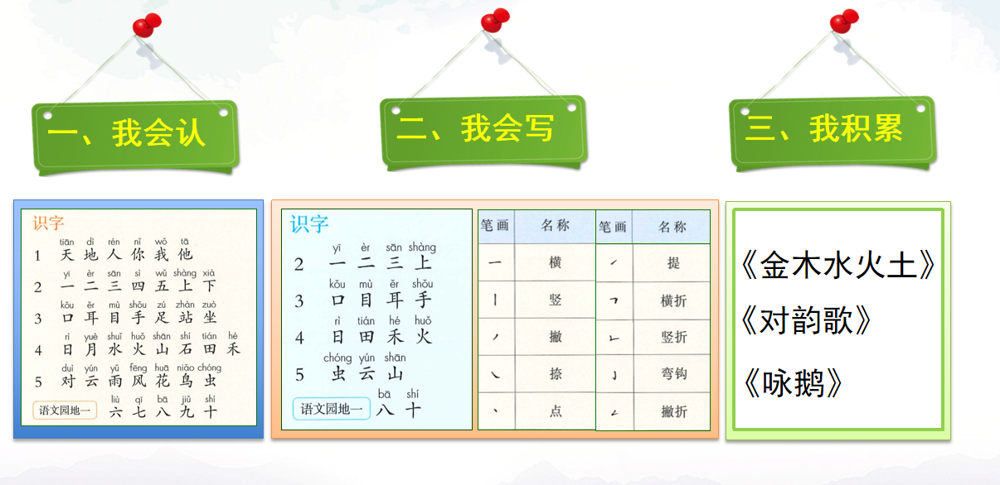 一、我会认
二、我会写
三、我积累
识字
tiān dì rén nǐ wǒ tā
1 天 地 人 你 我 他
yī èr sān sì wǔ shàng xià
2 一 二 三 四 五 上 下
kǒu ěr mù shǒu zú zhàn zuò
3 口 耳 目 手 足 站 坐
rì yuè shuǐ huǒ shān shí tián hé
4 日 月 水 火 山 石 田 禾
duì yún yǔ fēng huā niǎo chóng
5 对 云 雨 风 花 鸟 虫
liù qī bā jiǔ shí
语文园地一 六 七 八 九 十
识字
yī èr sān shàng
2 一 二 三 上
kǒu mù ěr shǒu
3 口 目 耳 手
rì tián hé huǒ
4 日 田 禾 火
chóng yún shān
5 虫 云 山
bā shí
语文园地一 八 十
笔画 名称 笔画 名称
㇐ 横 ㇀ 提
㇑ 竖 ㇕ 横折
㇒ 撇 ㇗ 竖折
㇏ 捺 ㇁ 弯钩
㇔ 点 ㇜ 撇折
《金木水火土》
《对韵歌》
《咏鹅》